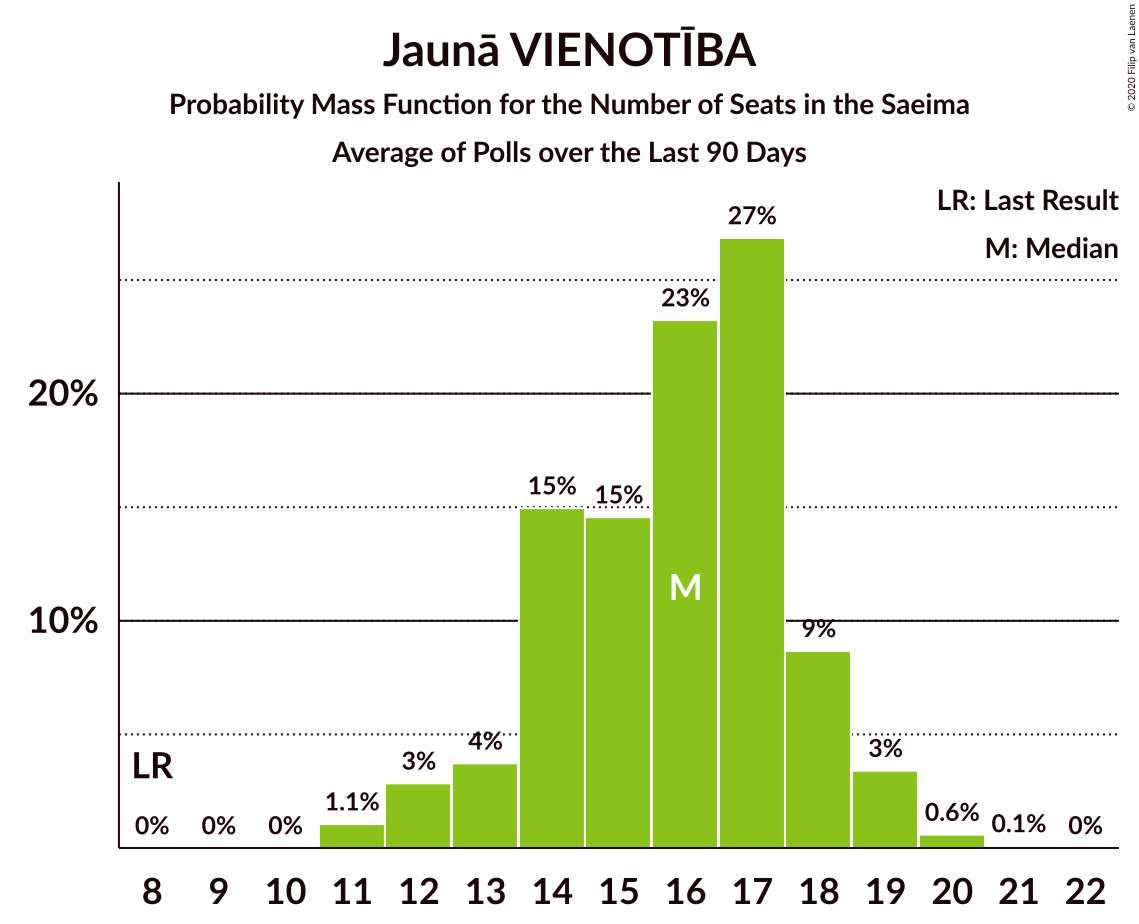 Jaunā VIENOTĪBA
Probability Mass Function for the Number of Seats in the Saeima
Average of Polls over the Last 90 Days
© 2020 Filip van Laenen
LR: Last Result
M: Median
27%
23%
20%
15%
15%
M
10%
9%
4%
3%
3%
LR
1.1%
0.6%
0.1%
0%
0%
0%
0%
8 9 10 11 12 13 14 15 16 17 18 19 20 21 22